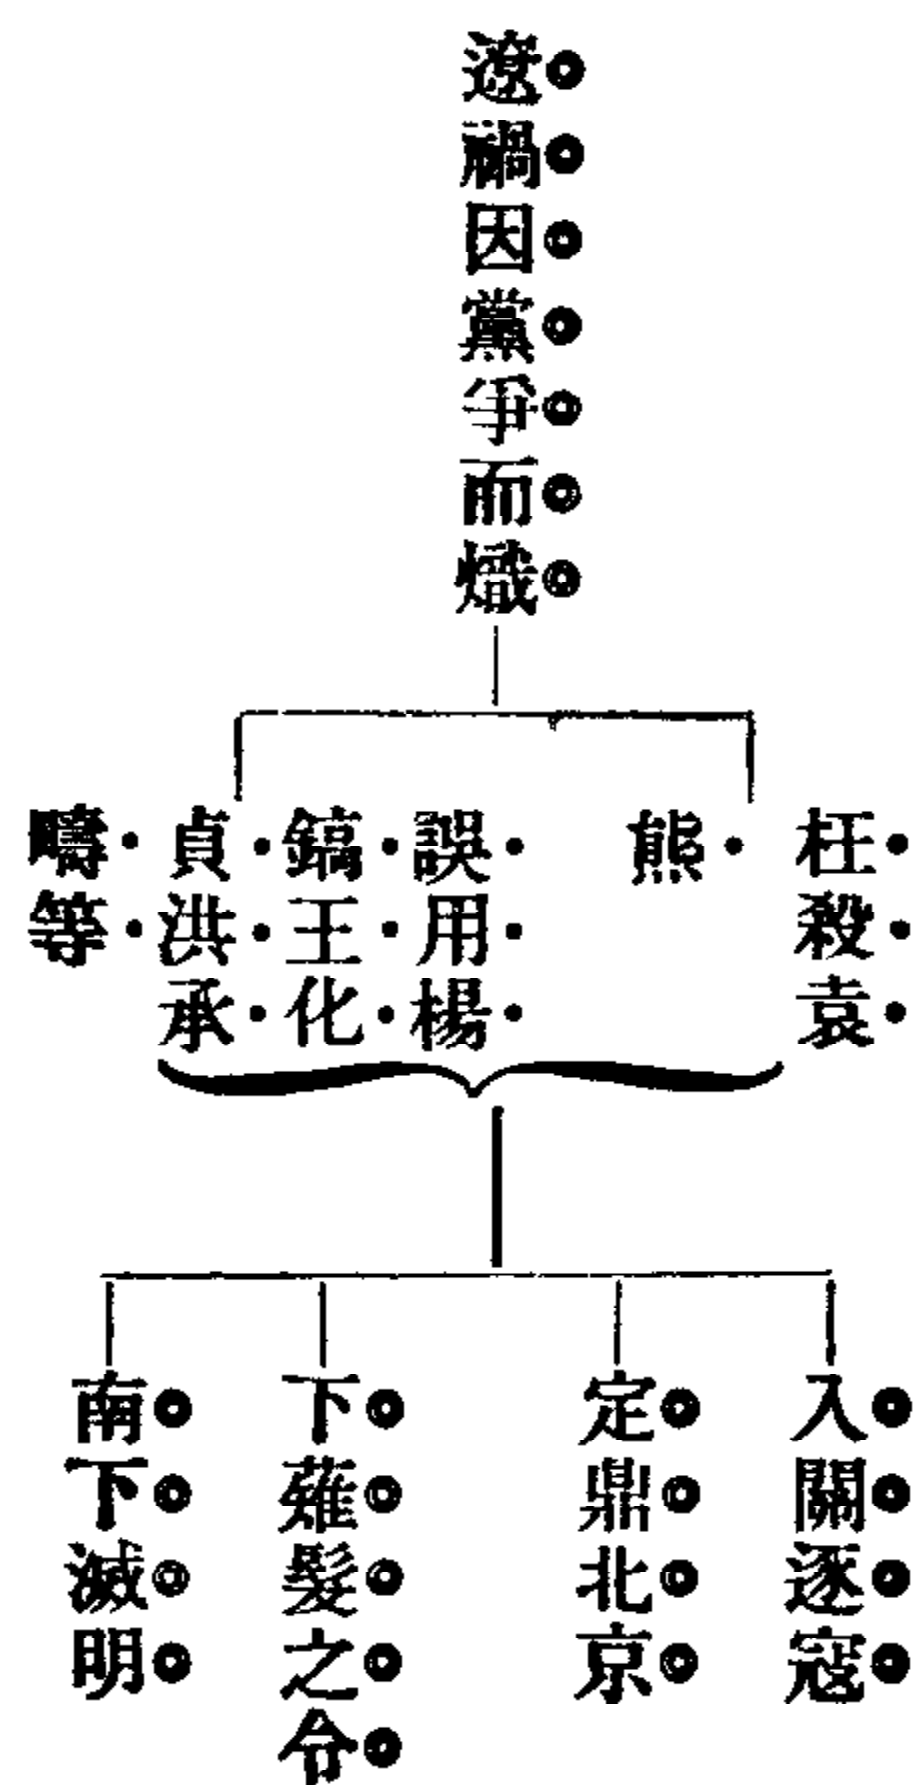 遼禍因黨爭而熾
枉殺袁
熊
誤用楊
鎬王化
貞洪承
疇等
入關逐寇
定鼎北京
下薙髮之令
南下滅明